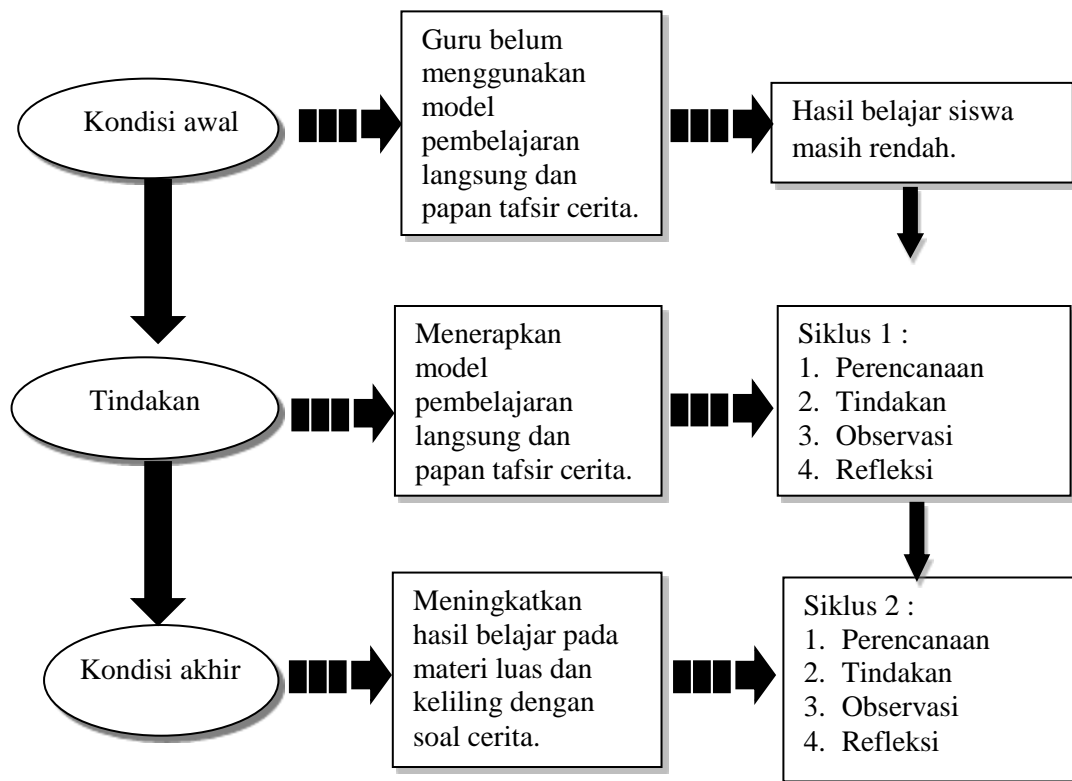 Kondisi awal
Guru belum
menggunakan
model
pembelajaran
langsung dan
papan tafsir cerita.
Hasil belajar siswa
masih rendah.
Tindakan
Menerapkan
model
pembelajaran
langsung dan
papan tafsir cerita.
Siklus 1 :
1. Perencanaan
2. Tindakan
3. Observasi
4. Refleksi
Kondisi akhir
Meningkatkan
hasil belajar pada
materi luas dan
keliling dengan
soal cerita.
Siklus 2 :
1. Perencanaan
2. Tindakan
3. Observasi
4. Refleksi